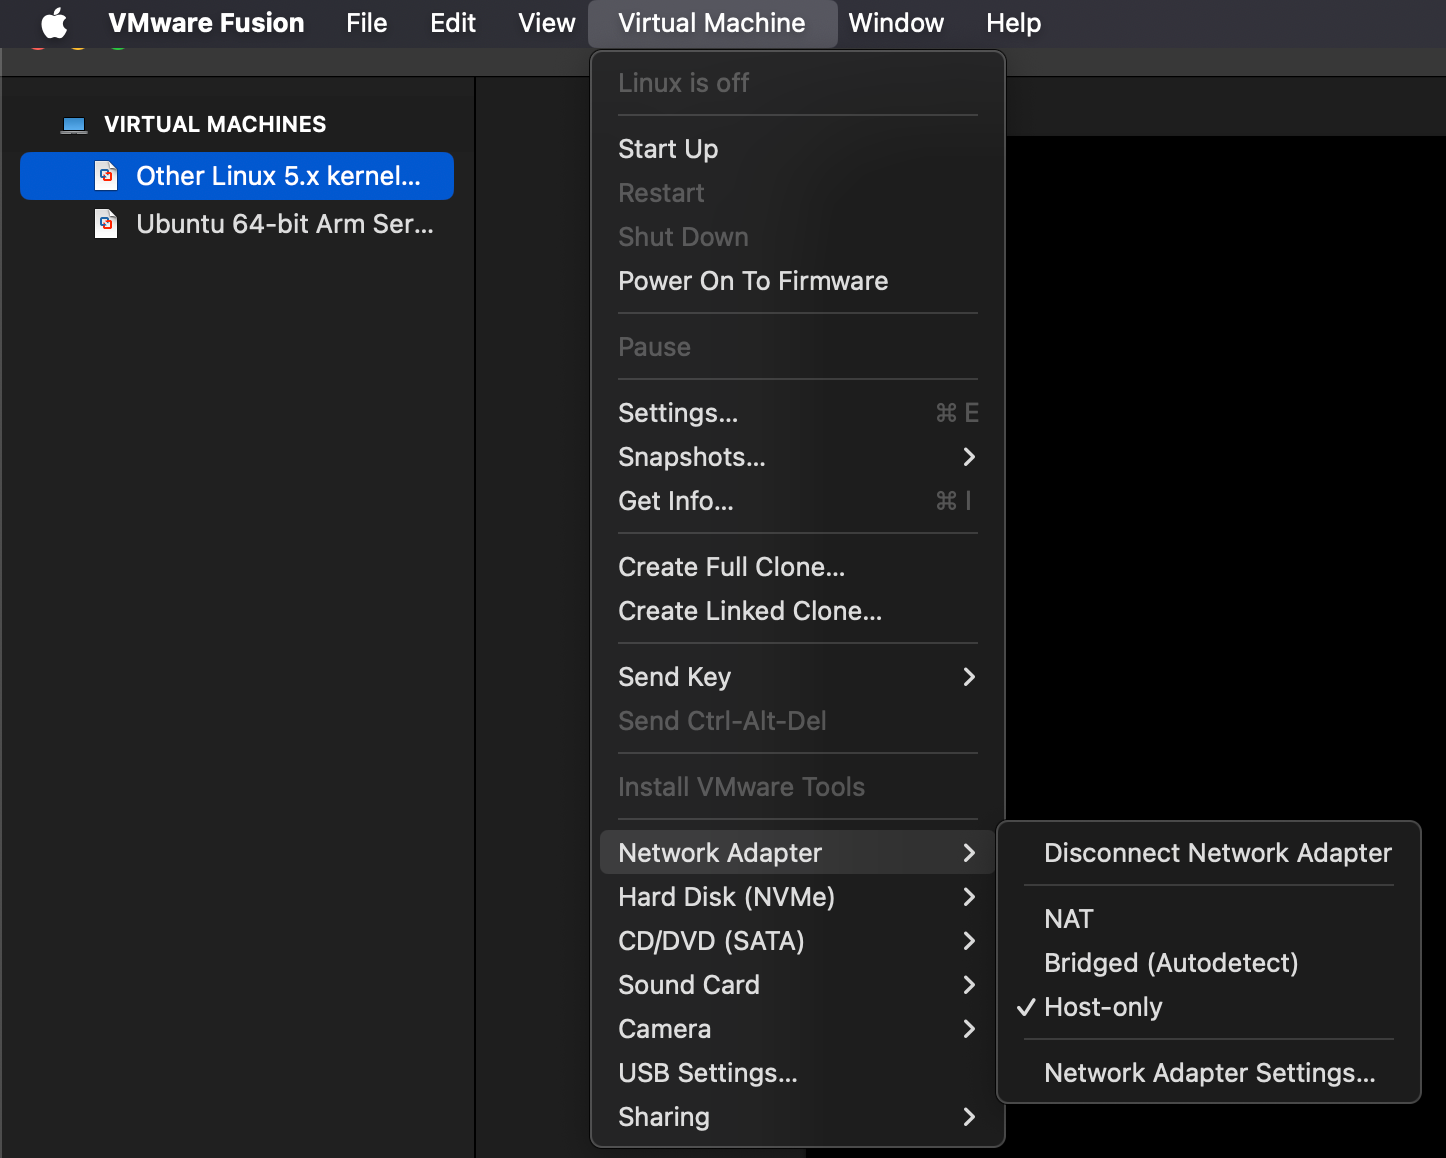 VMware Fusion File Edit View Virtual Machine Window Help
VIRTUAL MACHINES
Other Linux 5.x kernel...
Ubuntu 64-bit Arm Ser...
Linux is off
Start Up
Restart
Shut Down
Power On To Firmware
Pause
Settings... ⌘ E
Snapshots...
Get Info... ⌘ I
Create Full Clone...
Create Linked Clone...
Send Key
Send Ctrl-Alt-Del
Install VMware Tools
Network Adapter
Hard Disk (NVMe)
CD/DVD (SATA)
Sound Card
Camera
USB Settings...
Sharing
Disconnect Network Adapter
NAT
Bridged (Autodetect)
✓ Host-only
Network Adapter Settings...